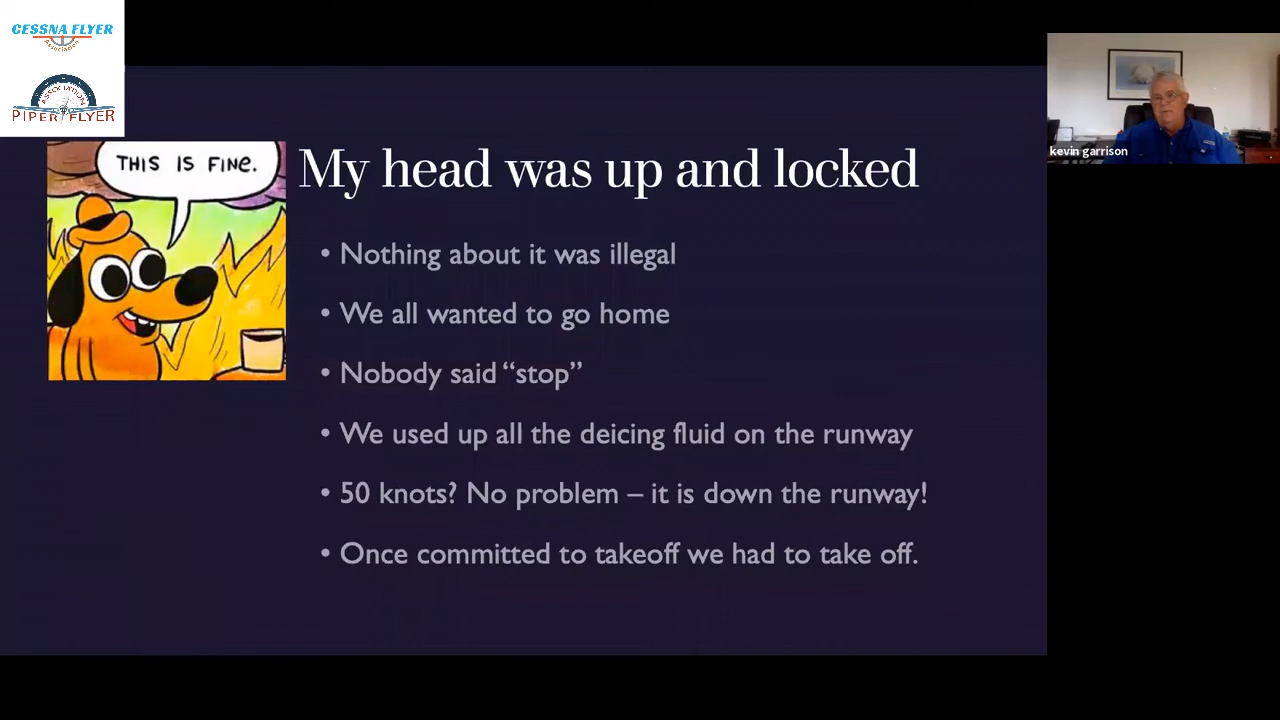 CESSNA FLYER
Association
ASSOCIATION
PIPER FLYER
THIS IS FINE.
My head was up and locked
• Nothing about it was illegal
• We all wanted to go home
• Nobody said “stop”
• We used up all the deicing fluid on the runway
• 50 knots? No problem – it is down the runway!
• Once committed to takeoff we had to take off.
kevin garrison